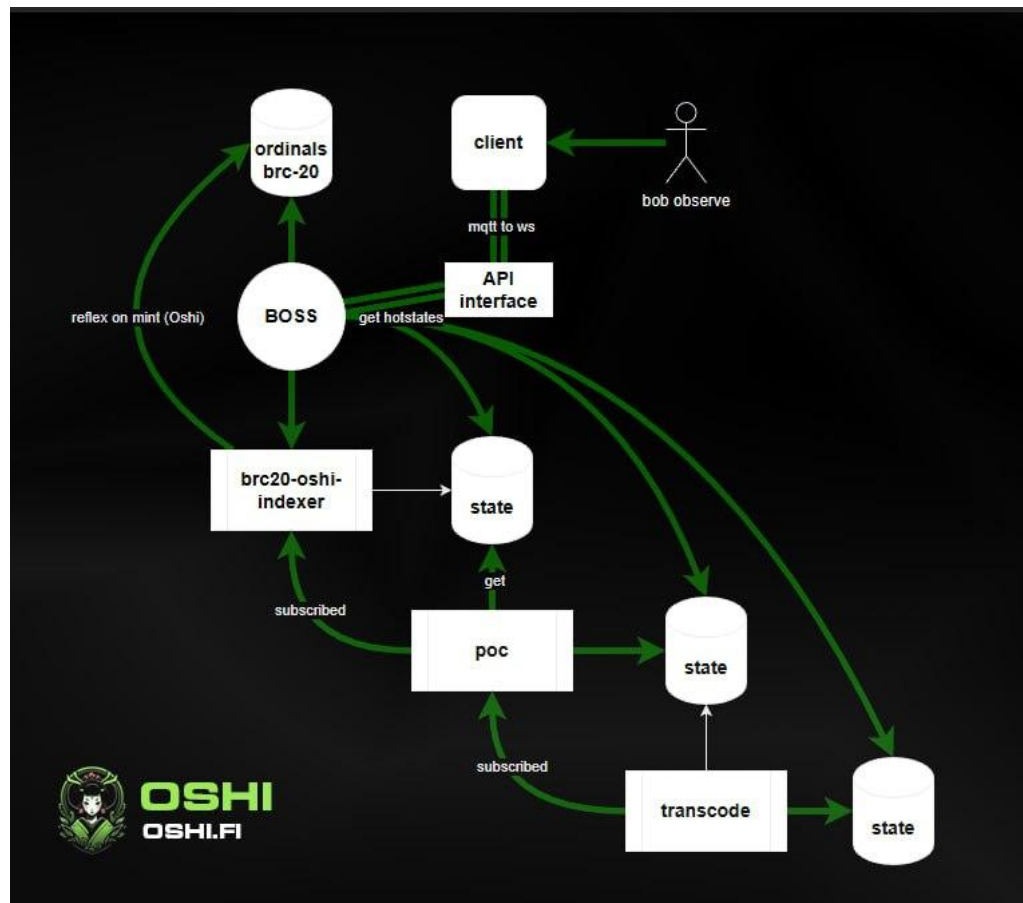 ordinals
brc-20
client
bob observe
mqtt to ws
API
interface
reflex on mint (Oshi)
BOSS
get hotstates
brc20-oshi-
indexer
state
get
subscribed
poc
state
subscribed
transcode
state
OSHI
OSHI.FI